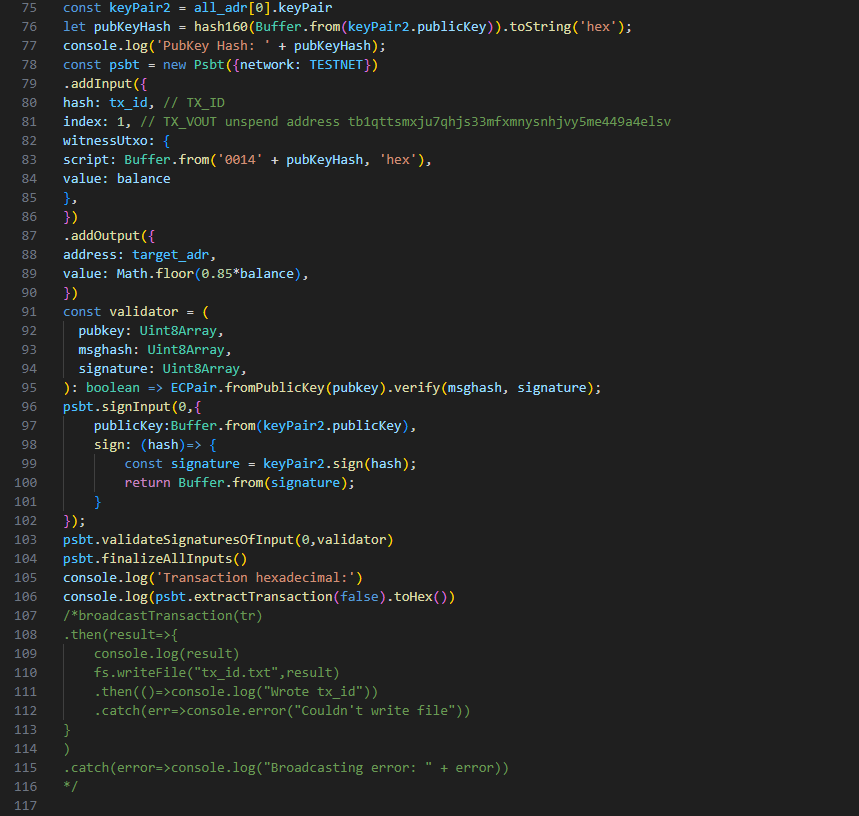 75 const keyPair2 = all_adr[0].keyPair
76 let pubKeyHash = hash160(Buffer.from(keyPair2.publicKey)).toString('hex');
77 console.log('PubKey Hash: ' + pubKeyHash);
78 const psbt = new Psbt({network: TESTNET})
79 .addInput({
80 hash: tx_id, // TX_ID
81 index: 1, // TX_VOUT unspend address tb1qttsmxju7qhjs33mfxmnysnhjvy5me449a4elsv
82 witnessUtxo: {
83 script: Buffer.from('0014' + pubKeyHash, 'hex'),
84 value: balance
85 },
86 })
87 .addOutput({
88 address: target_adr,
89 value: Math.floor(0.85*balance),
90 })
91 const validator = (
92 pubkey: Uint8Array,
93 msghash: Uint8Array,
94 signature: Uint8Array,
95 ): boolean => ECPair.fromPublicKey(pubkey).verify(msghash, signature);
96 psbt.signInput(0,{
97 publicKey:Buffer.from(keyPair2.publicKey),
98 sign: (hash)=> {
99 const signature = keyPair2.sign(hash);
100 return Buffer.from(signature);
101 }
102 });
103 psbt.validateSignaturesOfInput(0,validator)
104 psbt.finalizeAllInputs()
105 console.log('Transaction hexadecimal:')
106 console.log(psbt.extractTransaction(false).toHex())
107 /*broadcastTransaction(tr)
108 .then(result=>{
109 console.log(result)
110 fs.writeFile("tx_id.txt",result)
111 .then(()=>console.log("Wrote tx_id"))
112 .catch(err=>console.error("Couldn't write file"))
113 }
114 )
115 .catch(error=>console.log("Broadcasting error: " + error))
116 */
117